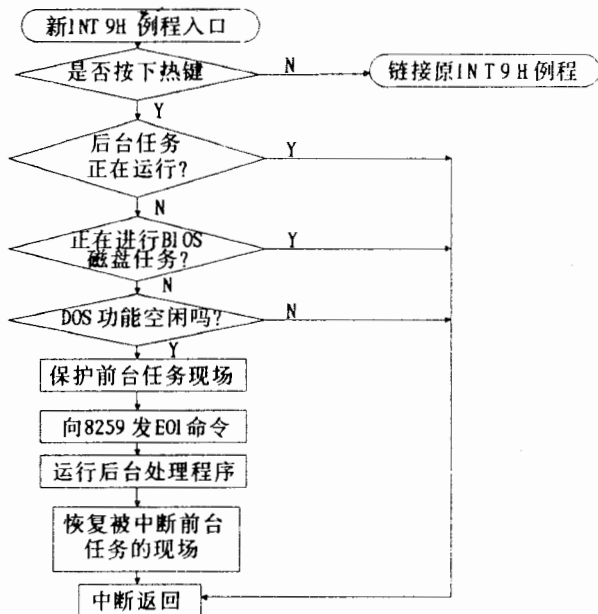 新INT 9H 例程入口
是否按下热键
N
链接原INT9H例程
Y
后台任务
正在运行?
Y
N
正在进行BIOS
磁盘任务?
Y
N
DOS 功能空闲吗?
N
Y
保护前台任务现场
向8259 发EOI 命令
运行后台处理程序
恢复被中断前台
任务的现场
中断返回